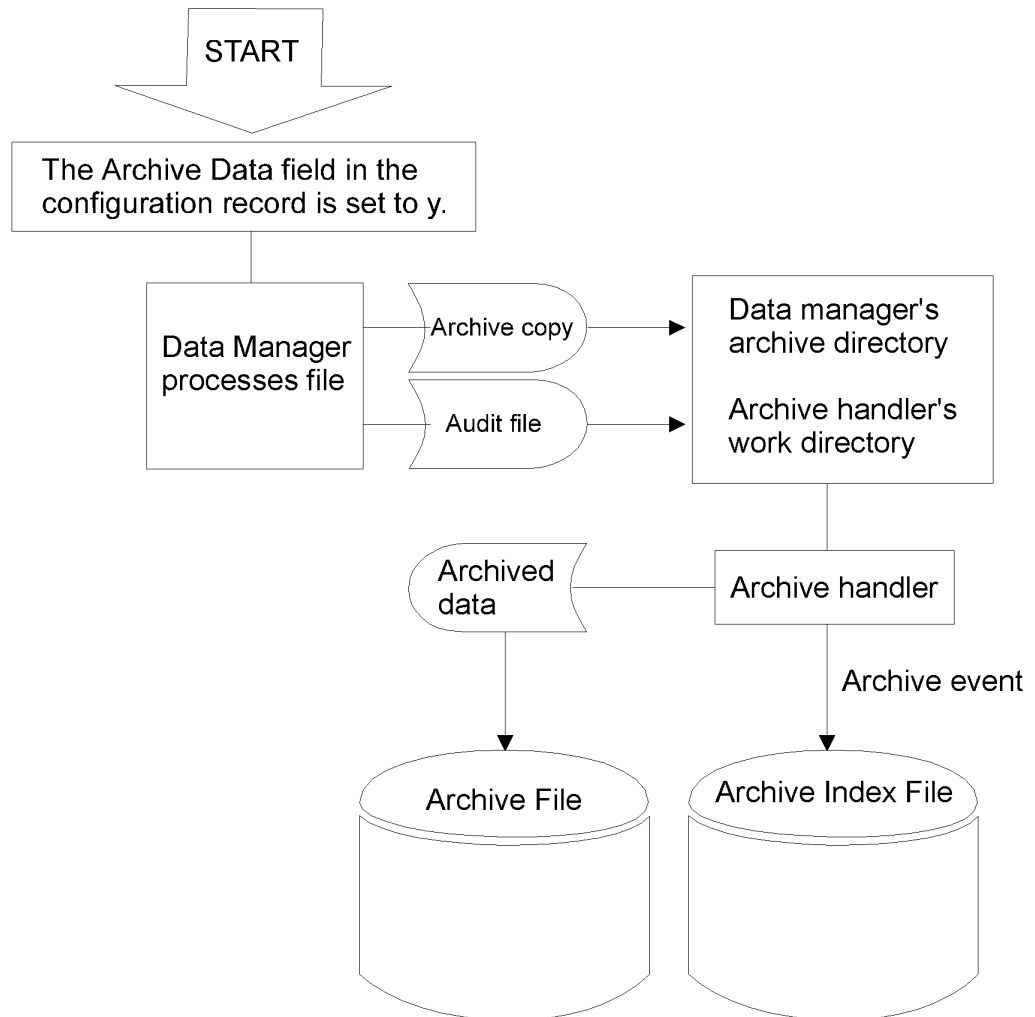 START
The Archive Data field in the
configuration record is set to y.
Data Manager
processes file
Archive copy
Audit file
Data manager's
archive directory
Archive handler's
work directory
Archived
data
Archive handler
Archive event
Archive File
Archive Index File